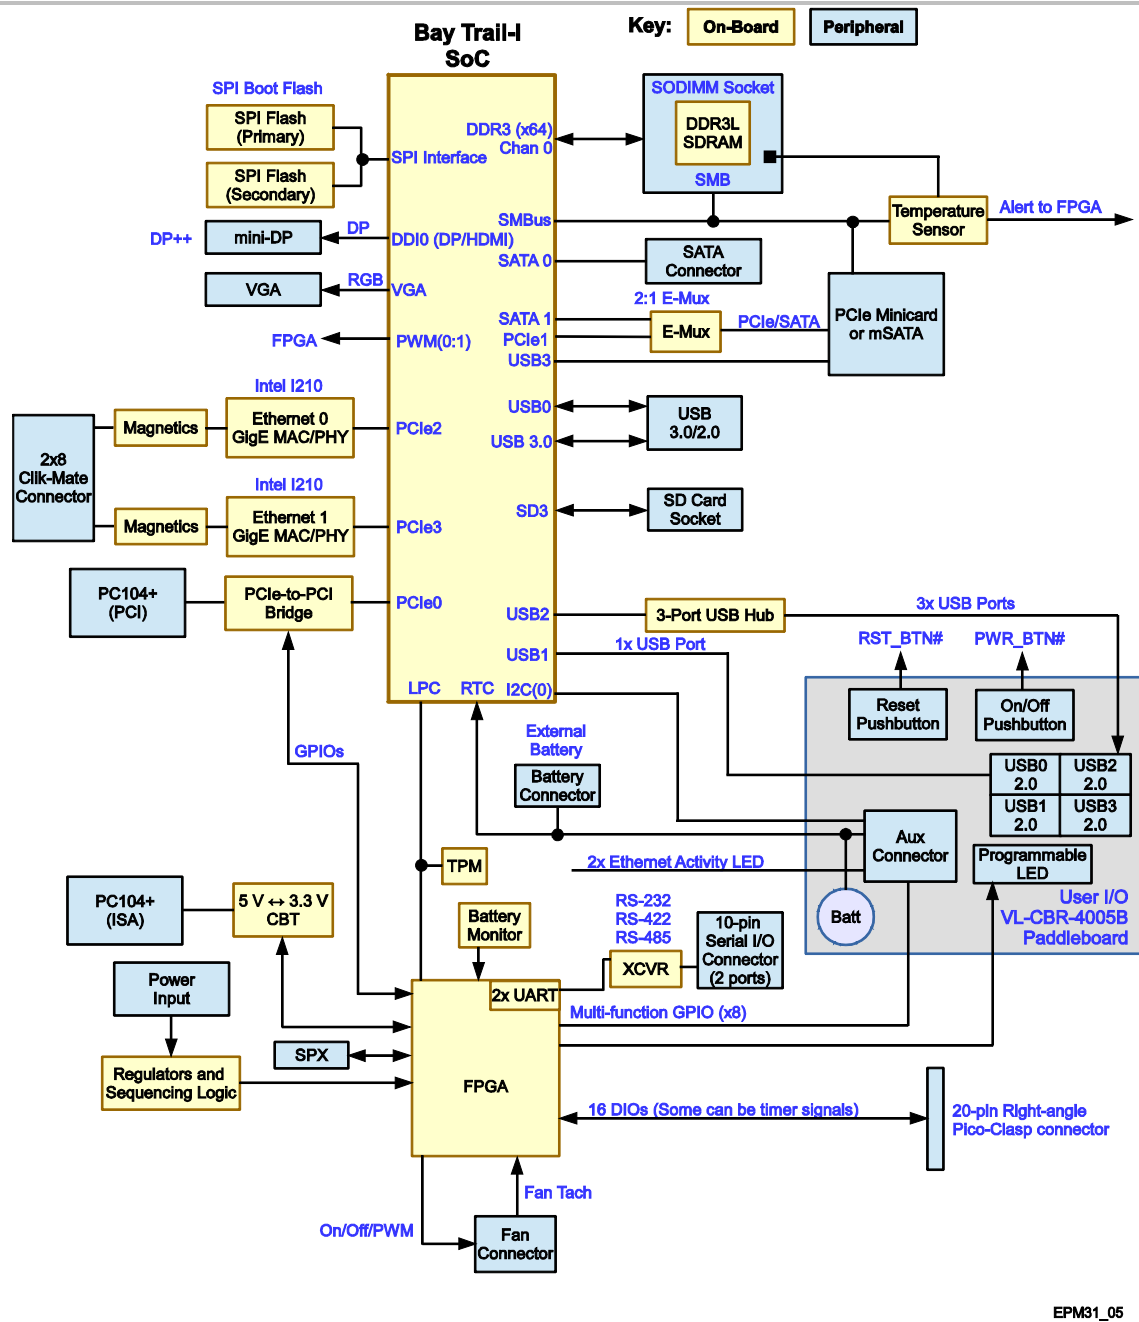 Bay Trail-I
SoC
Key:
On-Board
Peripheral
SPI Boot Flash
SPI Flash
(Primary)
SPI Flash
(Secondary)
SPI Interface
DDR3 (x64)
Chan 0
SODIMM Socket
DDR3L
SDRAM
SMB
SMBus
Temperature
Sensor
Alert to FPGA
DP++
mini-DP
DP
DDI0 (DP/HDMI)
SATA 0
SATA
Connector
VGA
RGB
VGA
2:1 E-Mux
SATA 1
PCIe1
E-Mux
PCIe/SATA
PCIe Minicard
or mSATA
FPGA
PWM(0:1)
USB3
Intel I210
Magnetics
Ethernet 0
GigE MAC/PHY
PCIe2
USB0
USB 3.0
USB
3.0/2.0
2x8
Clik-Mate
Connector
Intel I210
Magnetics
Ethernet 1
GigE MAC/PHY
PCIe3
SD3
SD Card
Socket
PC104+
(PCI)
PCIe-to-PCI
Bridge
PCIe0
USB2
3-Port USB Hub
3x USB Ports
USB1
1x USB Port
RST_BTN#
PWR_BTN#
LPC
RTC
I2C(0)
Reset
Pushbutton
On/Off
Pushbutton
GPIOs
External
Battery
Battery
Connector
USB0
2.0
USB2
2.0
USB1
2.0
USB3
2.0
Aux
Connector
Programmable
LED
TPM
2x Ethernet Activity LED
User I/O
VL-CBR-4005B
Paddleboard
Batt
PC104+
(ISA)
5 V ↔ 3.3 V
CBT
Battery
Monitor
RS-232
RS-422
RS-485
XCVR
10-pin
Serial I/O
Connector
(2 ports)
Power
Input
2x UART
Multi-function GPIO (x8)
SPX
Regulators and
Sequencing Logic
FPGA
16 DIOs (Some can be timer signals)
20-pin Right-angle
Pico-Clasp connector
Fan Tach
On/Off/PWM
Fan
Connector
EPM31_05